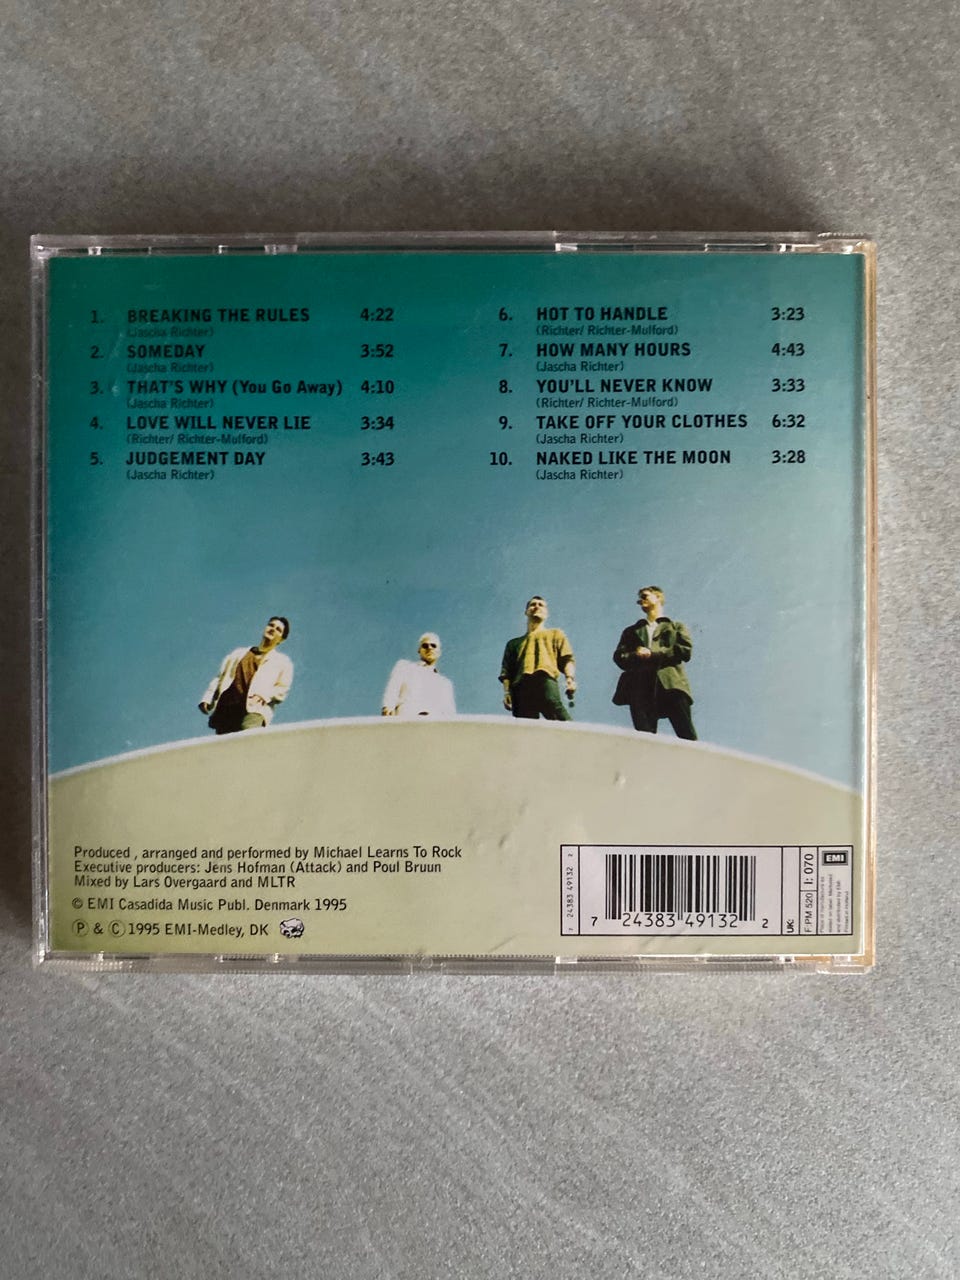 1. BREAKING THE RULES 4:22
(Jascha Richter)
2. SOMEDAY 3:52
(Jascha Richter)
3. THAT'S WHY (You Go Away) 4:10
(Jascha Richter)
4. LOVE WILL NEVER LIE 3:34
(Richter/ Richter-Mulford)
5. JUDGEMENT DAY 3:43
(Jascha Richter)
6. HOT TO HANDLE 3:23
(Richter/ Richter-Mulford)
7. HOW MANY HOURS 4:43
(Jascha Richter)
8. YOU'LL NEVER KNOW 3:33
(Richter/ Richter-Mulford)
9. TAKE OFF YOUR CLOTHES 6:32
(Jascha Richter)
10. NAKED LIKE THE MOON 3:28
(Jascha Richter)
Produced , arranged and performed by Michael Learns To Rock
Executive producers: Jens Hofman (Attack) and Poul Bruun
Mixed by Lars Overgaard and MLTR
© EMI Casadida Music Publ. Denmark 1995
Ⓟ & Ⓒ 1995 EMI-Medley, DK
7 24383 49132 2
7 24383 49132 2
UK:
F:PM 520 I: 070
EMI